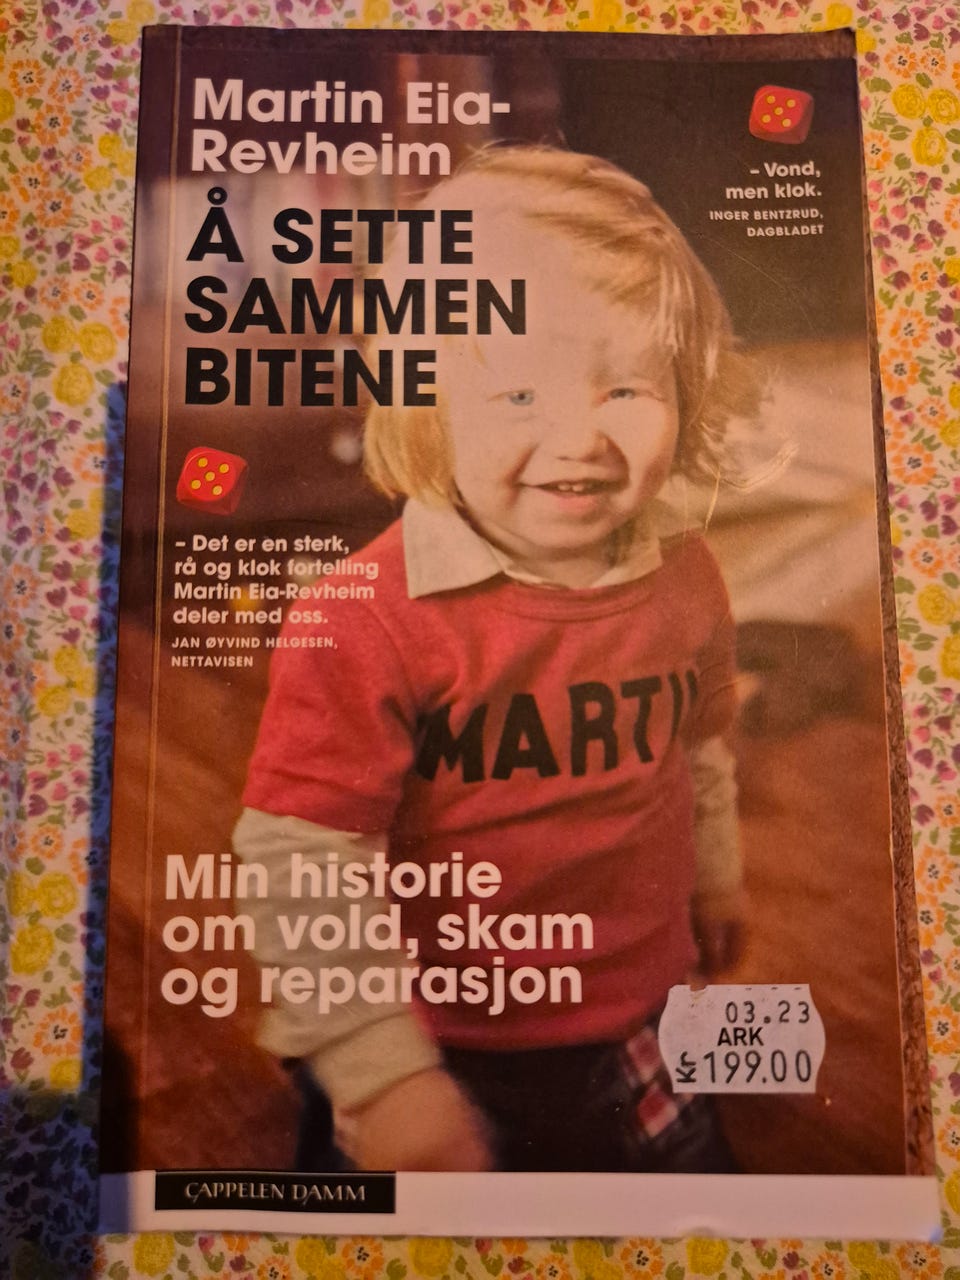 Martin Eia-
Revheim
Å SETTE
SAMMEN
BITENE
– Vond,
men klok.
INGER BENTZRUD,
DAGBLADET
– Det er en sterk,
rå og klok fortelling
Martin Eia-Revheim
deler med oss.
JAN ØYVIND HELGESEN,
NETTAVISEN
MARTI
Min historie
om vold, skam
og reparasjon
03.23
ARK
Kr 199.00
CAPPELEN DAMM